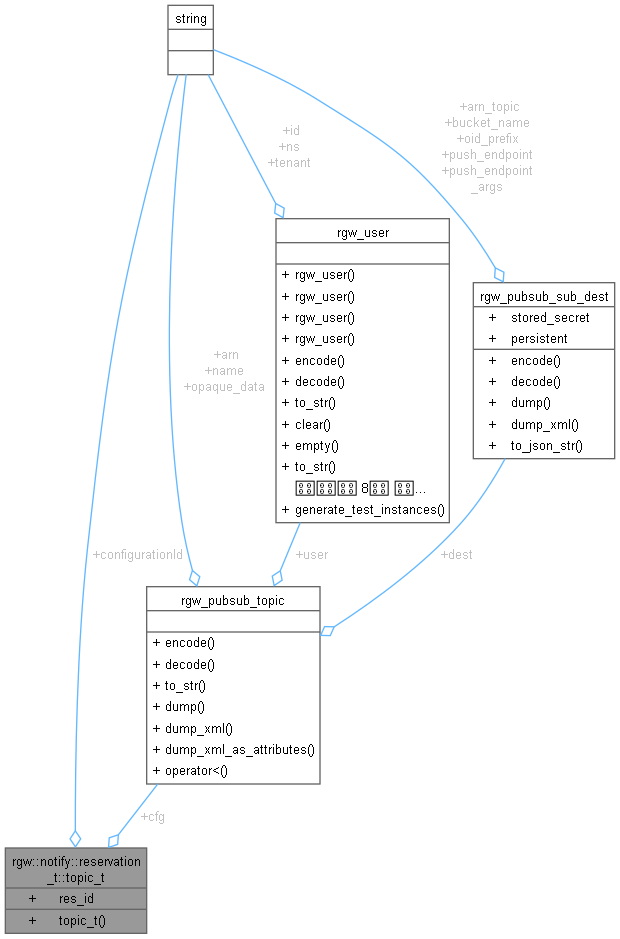 string
+id
+ns
+tenant
+arn_topic
+bucket_name
+oid_prefix
+push_endpoint
+push_endpoint
_args
rgw_user
+ rgw_user()
+ rgw_user()
+ rgw_user()
+ rgw_user()
+ encode()
+ decode()
+ to_str()
+ clear()
+ empty()
+ to_str()
8 ...
+ generate_test_instances()
rgw_pubsub_sub_dest
+ stored_secret
+ persistent
+ encode()
+ decode()
+ dump()
+ dump_xml()
+ to_json_str()
+arn
+name
+opaque_data
+configurationId
+user
+dest
rgw_pubsub_topic
+ encode()
+ decode()
+ to_str()
+ dump()
+ dump_xml()
+ dump_xml_as_attributes()
+ operator<()
+cfg
rgw::notify::reservation
_t::topic_t
+ res_id
+ topic_t()